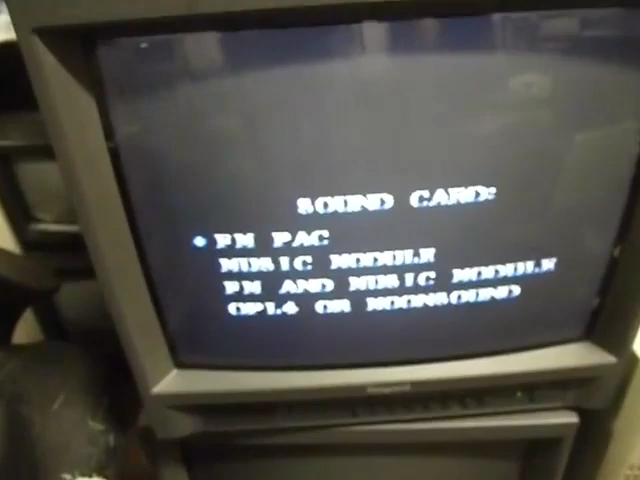 SOUND CARD:
FM PAC
MUSIC MODULE
FM AND MUSIC MODULE
OPL4 OR MOONSOUND